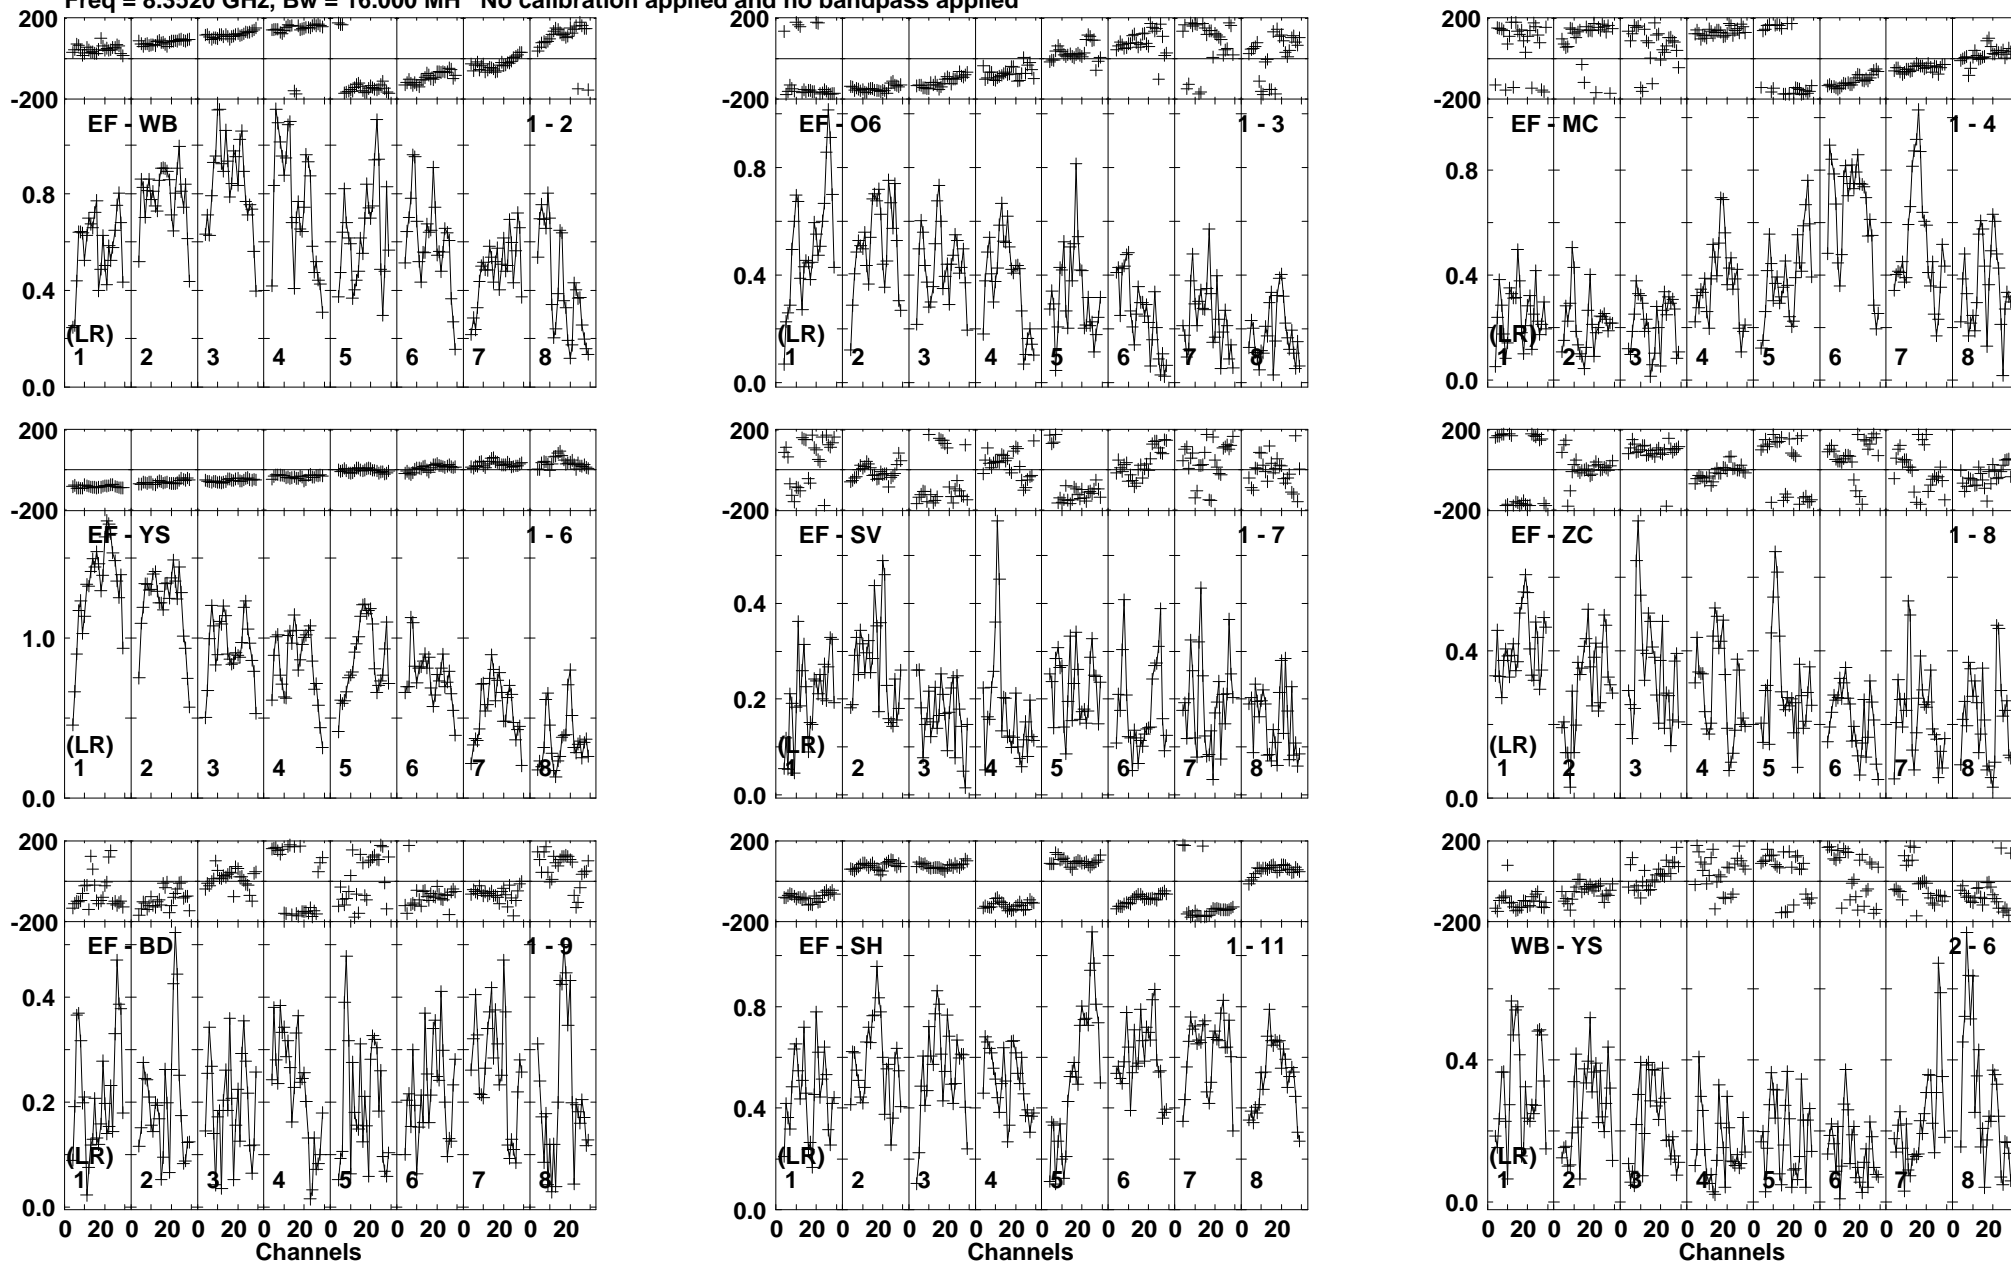 Freq = 8.3520 GHz, Bw = 16.000 MH No calibration applied and no bandpass applied
200 200 200
-200 -200 -200
EF - WB 1 - 2 EF - O6 1 - 3 EF - MC 1 - 4
0.8 0.8 0.8
0.4 0.4 0.4
(LR) (LR) (LR)
1 2 3 4 5 6 7 8 1 2 3 4 5 6 7 8 1 2 3 4 5 6 7 8
0.0 0.0 0.0
200 200 200
-200 -200 -200
EF - YS 1 - 6 EF - SV 1 - 7 EF - ZC 1 - 8
1.0 0.4 0.4
0.2
(LR) (LR) (LR)
1 2 3 4 5 6 7 8 1 2 3 4 5 6 7 8 1 2 3 4 5 6 7 8
0.0 0.0 0.0
200 200 200
-200 -200 -200
EF - BD 1 - 9 EF - SH 1 - 11 WB - YS 2 - 6
0.4 0.8 0.4
0.2 0.4
(LR) (LR) (LR)
1 2 3 4 5 6 7 8 1 2 3 4 5 6 7 8 1 2 3 4 5 6 7 8
0.0 0.0 0.0
0 20 0 20 0 20 0 20 0 20 0 20 0 20 0 20 0 20 0 20 0 20 0 20 0 20 0 20 0 20 0 20 0 20 0 20 0 20 0 20 0 20 0 20 0 20 0 20
Channels Channels